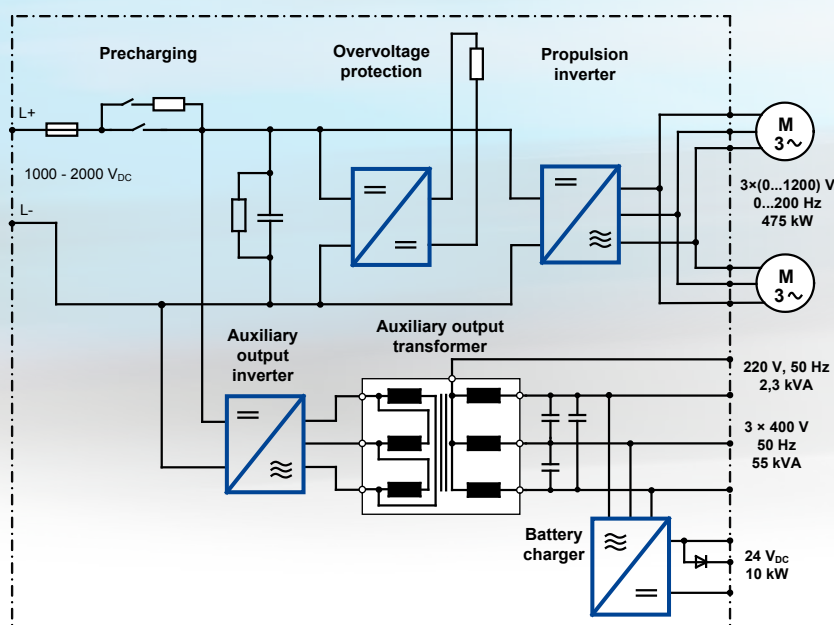 Precharging
Overvoltage
protection
Propulsion
inverter
L+
M
3~
1000 - 2000 VDC
3×(0...1200) V
0...200 Hz
475 kW
L-
M
3~
Auxiliary
output
inverter
Auxiliary output
transformer
220 V, 50 Hz
2,3 kVA
3 × 400 V
50 Hz
55 kVA
Battery
charger
24 VDC
10 kW